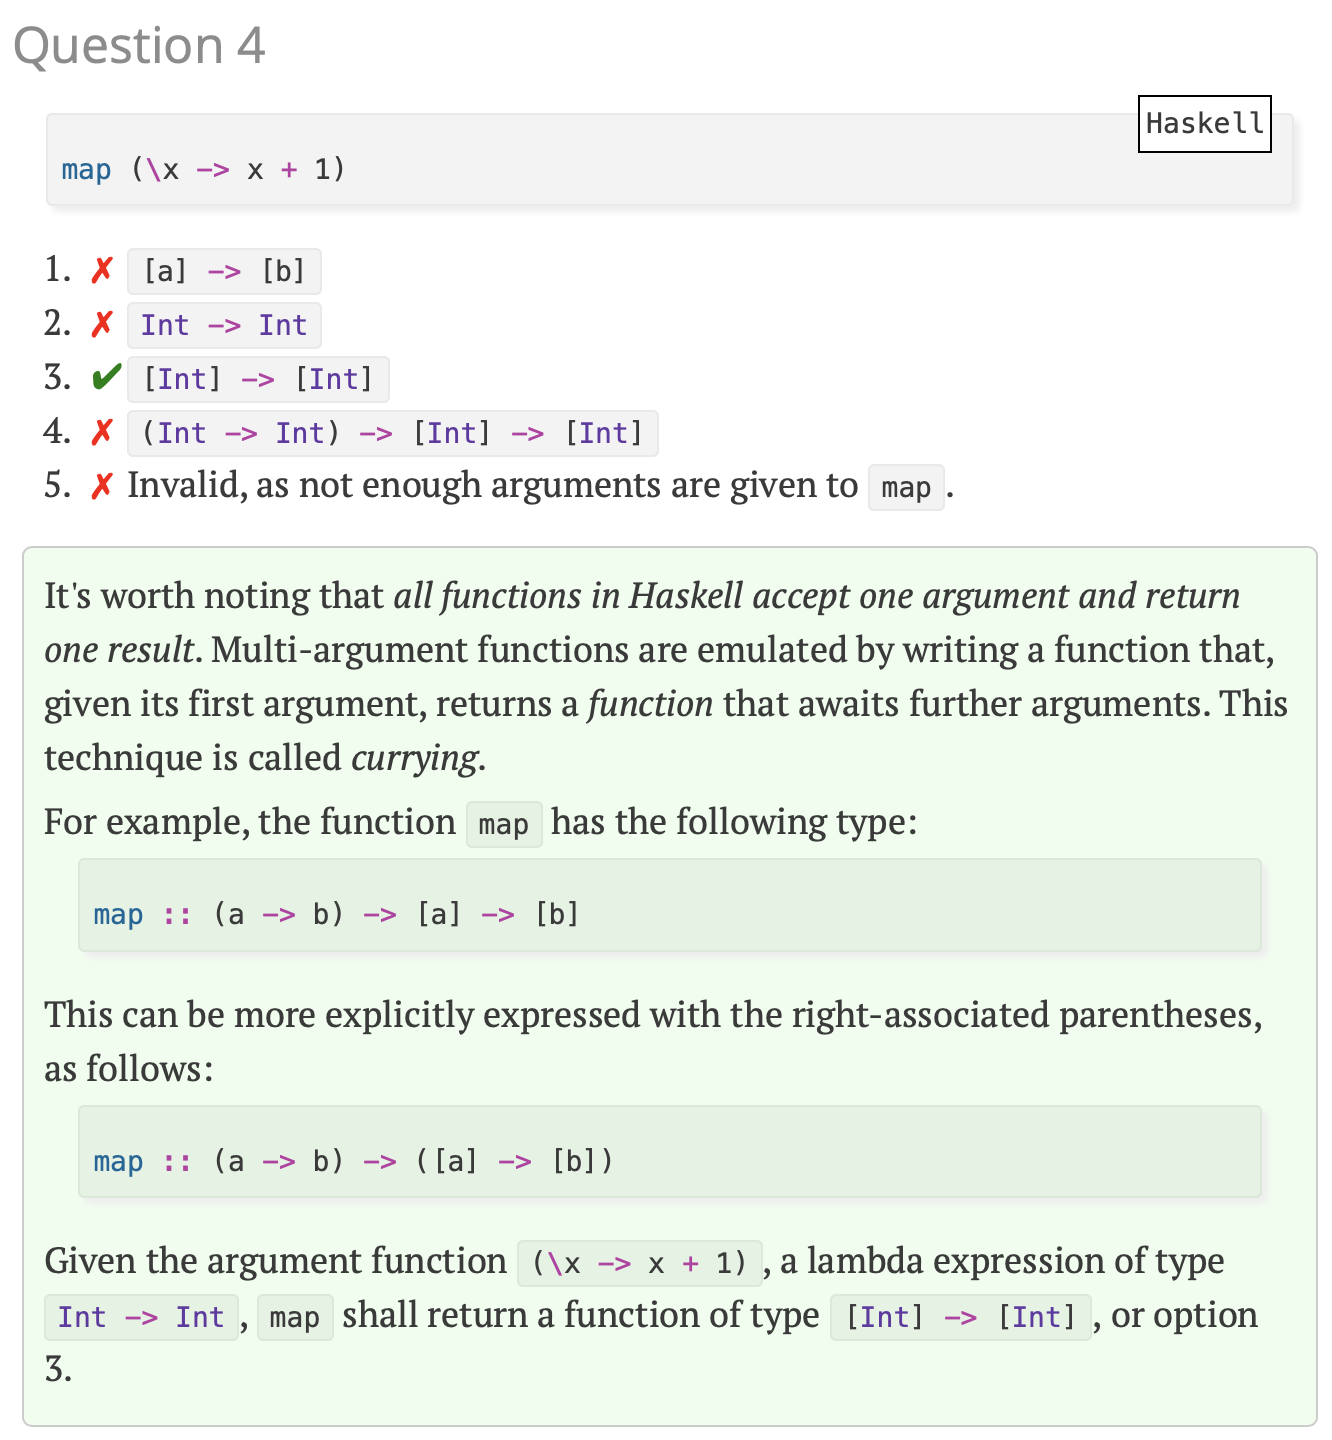 Question 4
Haskell
map (\x -> x + 1)
1. ✗ [a] -> [b]
2. ✗ Int -> Int
3. ✔ [Int] -> [Int]
4. ✗ (Int -> Int) -> [Int] -> [Int]
5. ✗ Invalid, as not enough arguments are given to map .
It's worth noting that all functions in Haskell accept one argument and return
one result. Multi-argument functions are emulated by writing a function that,
given its first argument, returns a function that awaits further arguments. This
technique is called currying.
For example, the function map has the following type:
map :: (a -> b) -> [a] -> [b]
This can be more explicitly expressed with the right-associated parentheses,
as follows:
map :: (a -> b) -> ([a] -> [b])
Given the argument function (\x -> x + 1) , a lambda expression of type
Int -> Int , map shall return a function of type [Int] -> [Int] , or option
3.